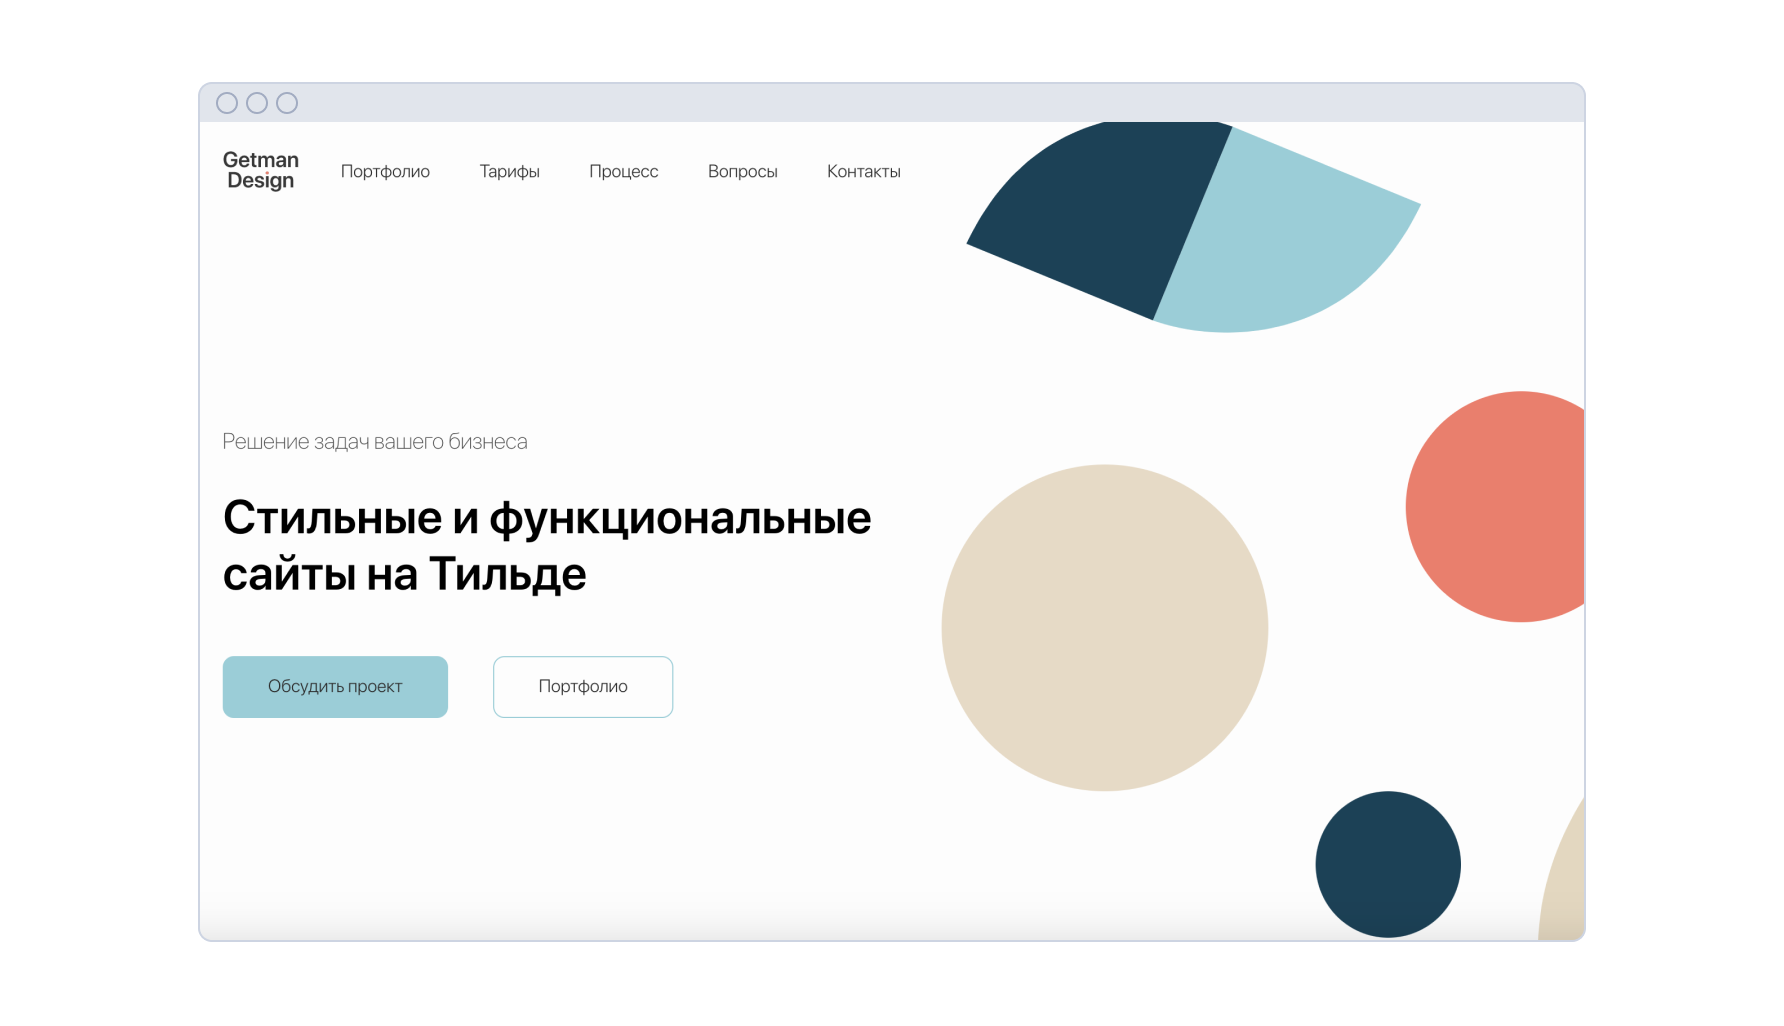 Getman
Design
Портфолио
Тарифы
Процесс
Вопросы
Контакты
Решение задач вашего бизнеса
Стильные и функциональные
сайты на Тильде
Обсудить проект
Портфолио